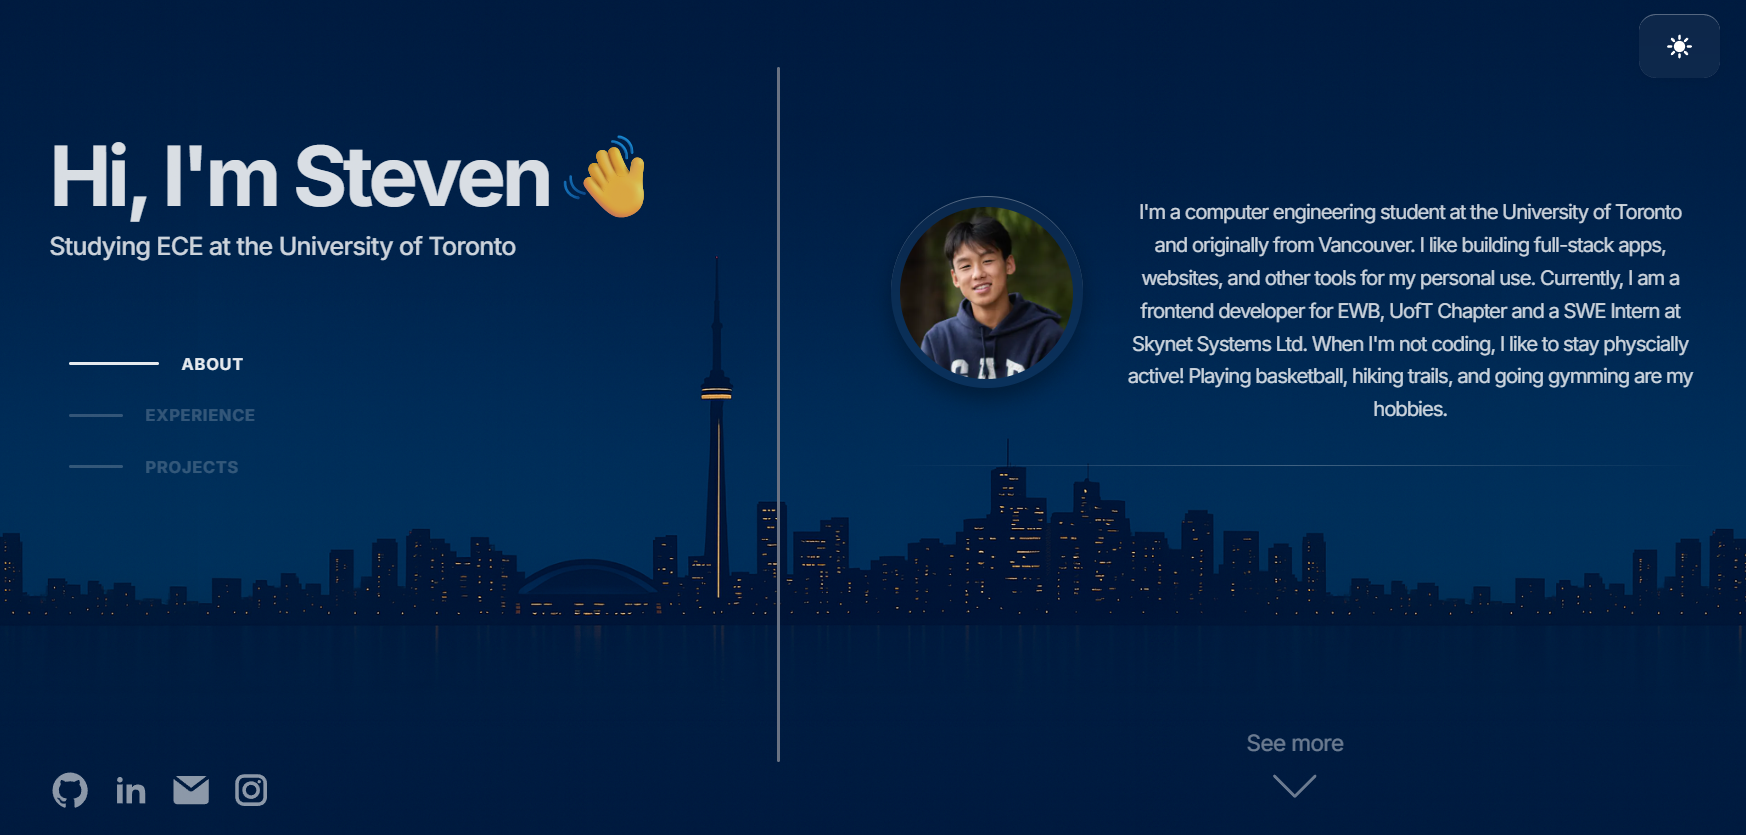 Hi, I'm Steven
Studying ECE at the University of Toronto
ABOUT
EXPERIENCE
PROJECTS
I'm a computer engineering student at the University of Toronto
and originally from Vancouver. I like building full-stack apps,
websites, and other tools for my personal use. Currently, I am a
frontend developer for EWB, UofT Chapter and a SWE Intern at
Skynet Systems Ltd. When I'm not coding, I like to stay physcially
active! Playing basketball, hiking trails, and going gymming are my
hobbies.
See more